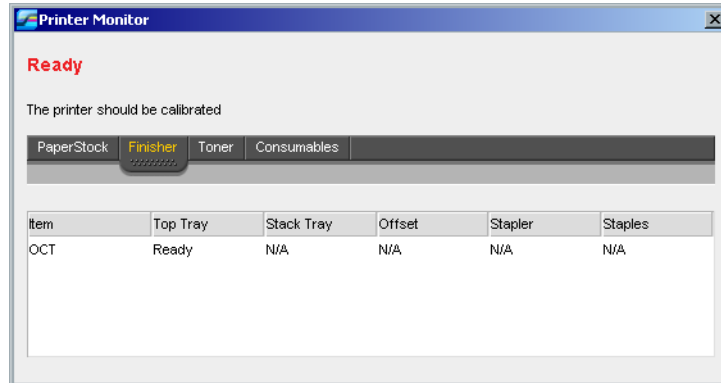 Printer Monitor
Ready
The printer should be calibrated
PaperStock Finisher Toner Consumables
Item Top Tray Stack Tray Offset Stapler Staples
OCT Ready N/A N/A N/A N/A